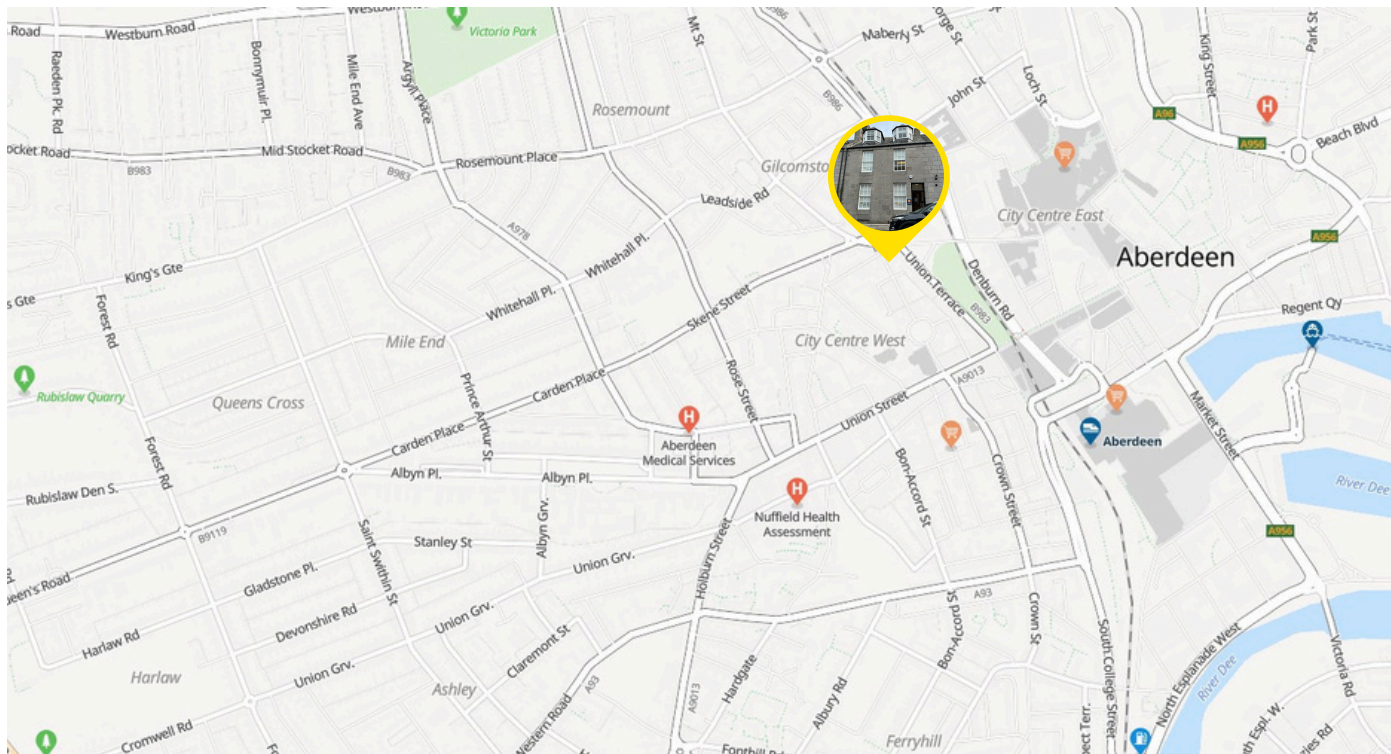 Road
Westburn Road
Victoria Park
Mt St
B986
Maberly St
Loch St
John St
King Street
Park St
Raeden Pk. Rd
Bonnymuir Pl.
Mile End Ave
Argyll Place
Rosemount
B986
A96
A956
Beach Blvd
ocket Road
B983
Mid Stocket Road
B983
Rosemount Place
Leadside Rd
City Centre East
Aberdeen
A956
A978
Whitehall Pl.
King's Gte
s Gte
Forest Rd
Whitehall Pl.
Skene Street
Union Terrace
Denburn Rd
B983
Regent Qy
Mile End
City Centre West
Rubislaw Quarry
Queens Cross
Prince Arthur St
Carden Place
Rose Street
A9013
Union Street
Market Street
Carden Place
Aberdeen
Medical Services
Aberdeen
Forest Rd
Albyn Pl.
Albyn Pl.
Bon-Accord St
Crown Street
Rubislaw Den S.
Nuffield Health
Assessment
River Dee
B9119
Saint Swithin St
Stanley St
Albyn Grv.
Union Grv.
Holburn Street
A956
een's Road
Gladstone Pl.
Devonshire Rd
Union Grv.
A93
Crown St
Bon-Accord St
South College Street
Harlaw Rd
Claremont St
Harlaw
Union Grv.
Ashley
A93
A9013
Hardgate
Albury Rd
North Esplanade West
River Dee
Victoria Rd
Cromwell Rd
Western Road
Fonthill Rd
Ferryhill
pect Terr.
Espl. W.
es Rd